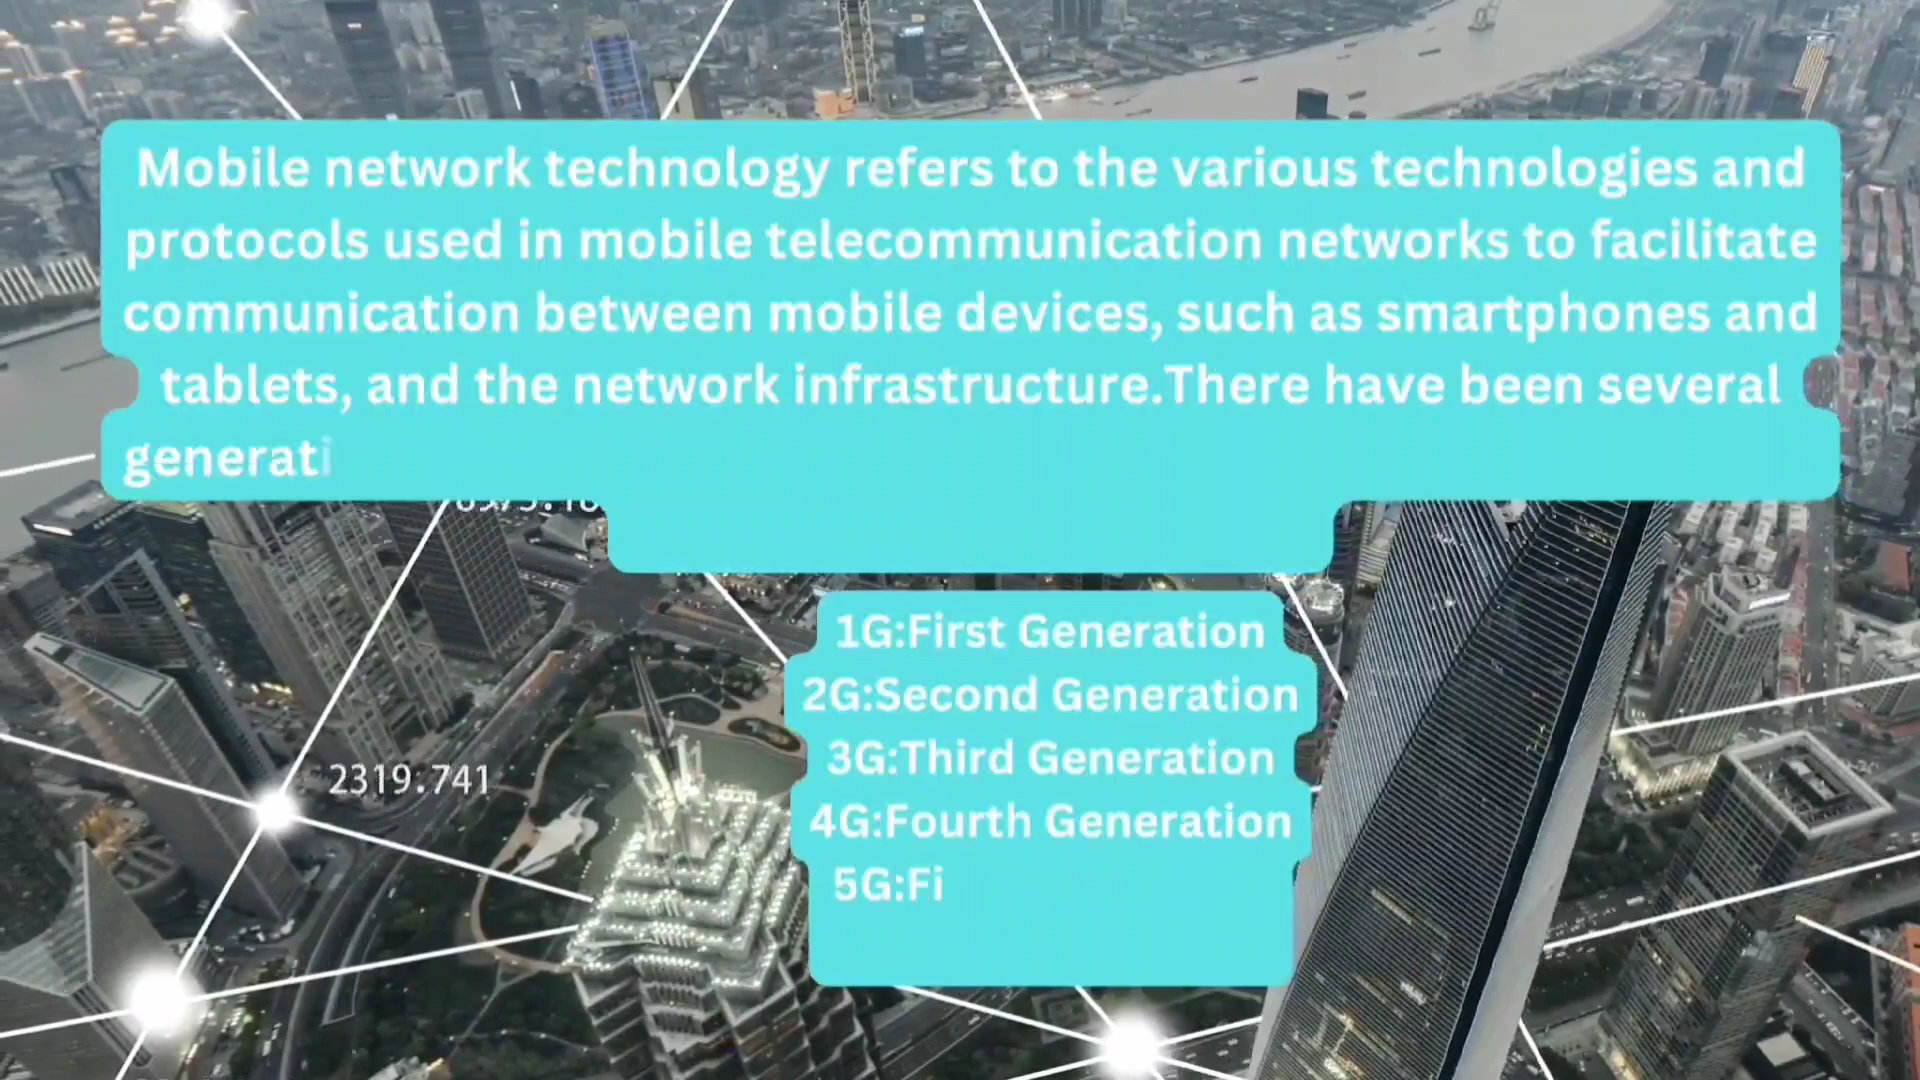 Mobile network technology refers to the various technologies and
protocols used in mobile telecommunication networks to facilitate
communication between mobile devices, such as smartphones and
tablets, and the network infrastructure.There have been several
generati
1G:First Generation
2G:Second Generation
3G:Third Generation
4G:Fourth Generation
5G:Fi
2319.741